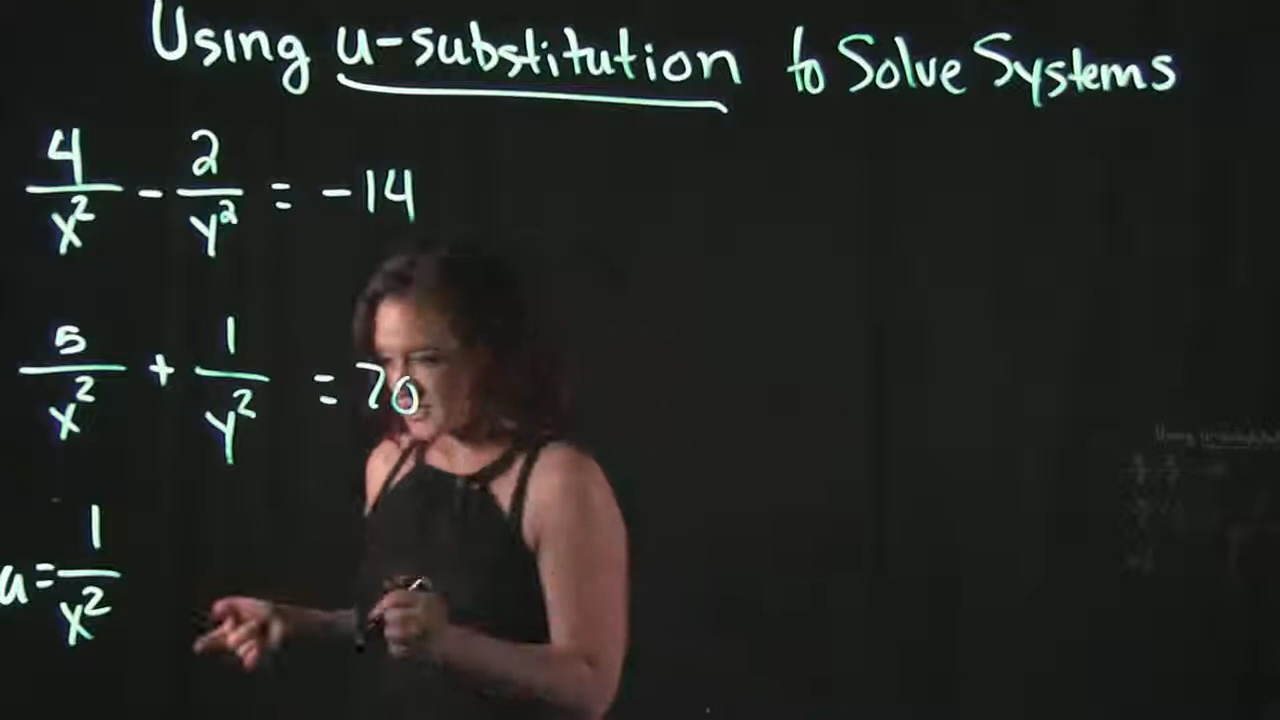 Using u-substitution to Solve Systems
4/x² - 2/y² = -14
5/x² + 1/y² = 70
u = 1/x²